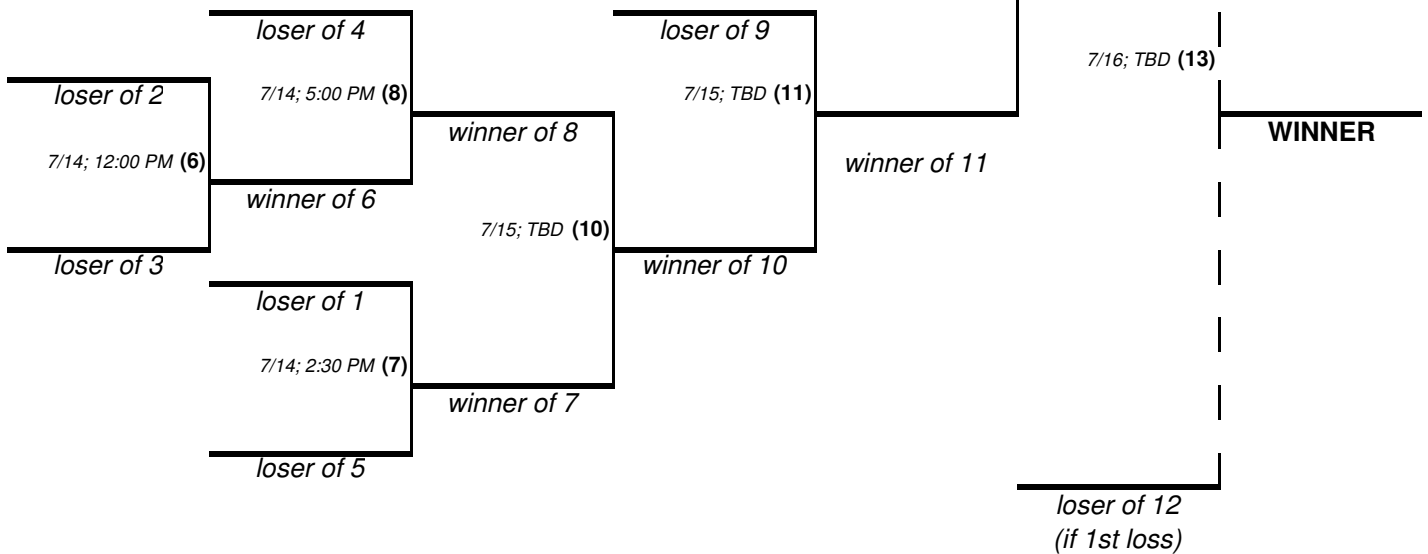 loser of 4
loser of 9
7/16; TBD (13)
loser of 2
7/14; 5:00 PM (8)
7/15; TBD (11)
winner of 8
WINNER
7/14; 12:00 PM (6)
winner of 11
winner of 6
7/15; TBD (10)
loser of 3
winner of 10
loser of 1
7/14; 2:30 PM (7)
winner of 7
loser of 5
loser of 12
(if 1st loss)